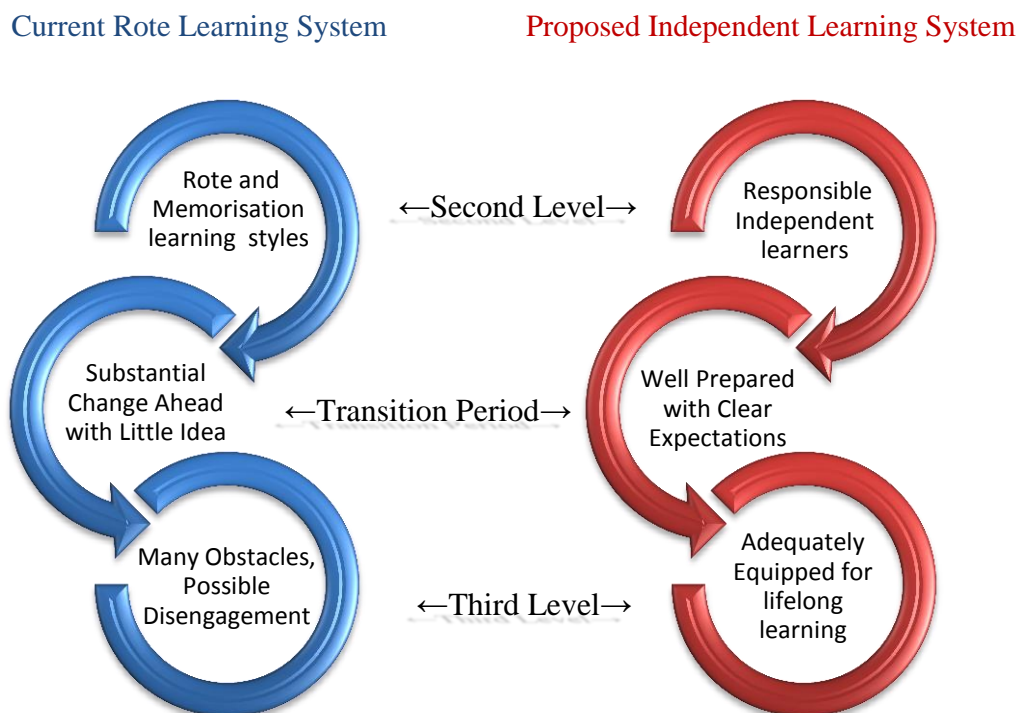 Current Rote Learning System
Proposed Independent Learning System
Rote and
Memorisation
learning styles
←Second Level→
Responsible
Independent
learners
Substantial
Change Ahead
with Little Idea
←Transition Period→
Well Prepared
with Clear
Expectations
Many Obstacles,
Possible
Disengagement
←Third Level→
Adequately
Equipped for
lifelong
learning